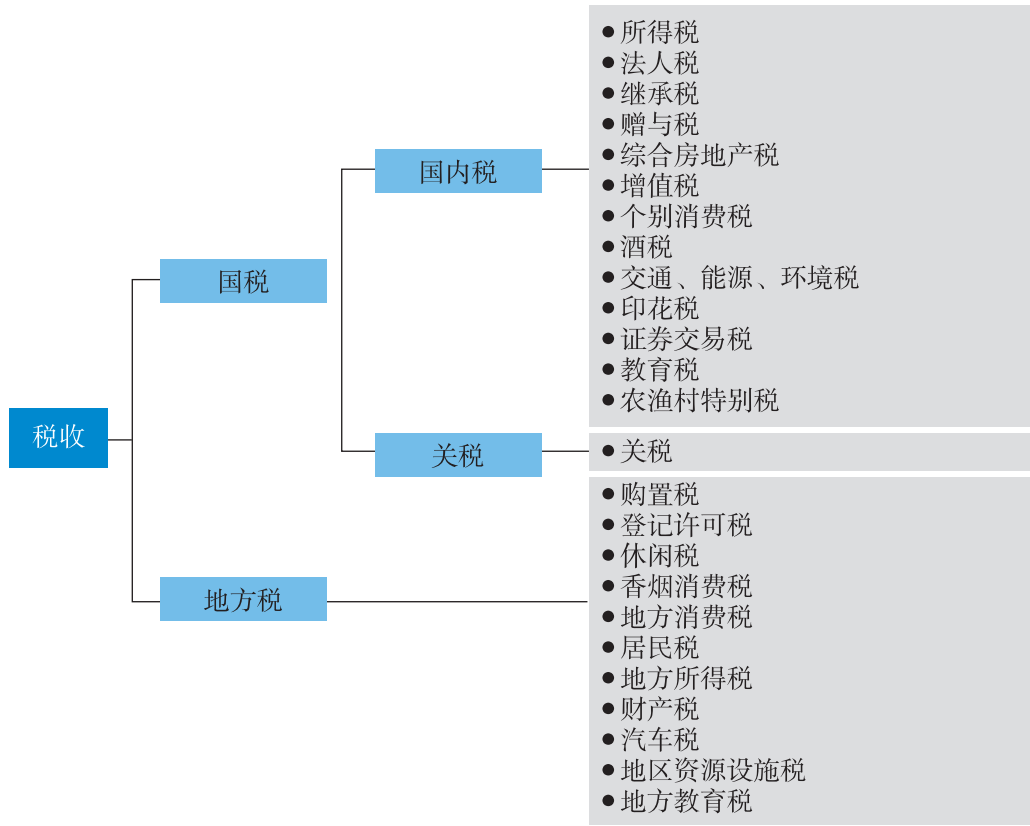 税收
国税
国内税
● 所得税
● 法人税
● 继承税
● 赠与税
● 综合房地产税
● 增值税
● 个别消费税
● 酒税
● 交通、能源、环境税
● 印花税
● 证券交易税
● 教育税
● 农渔村特别税
关税
● 关税
地方税
● 购置税
● 登记许可税
● 休闲税
● 香烟消费税
● 地方消费税
● 居民税
● 地方所得税
● 财产税
● 汽车税
● 地区资源设施税
● 地方教育税